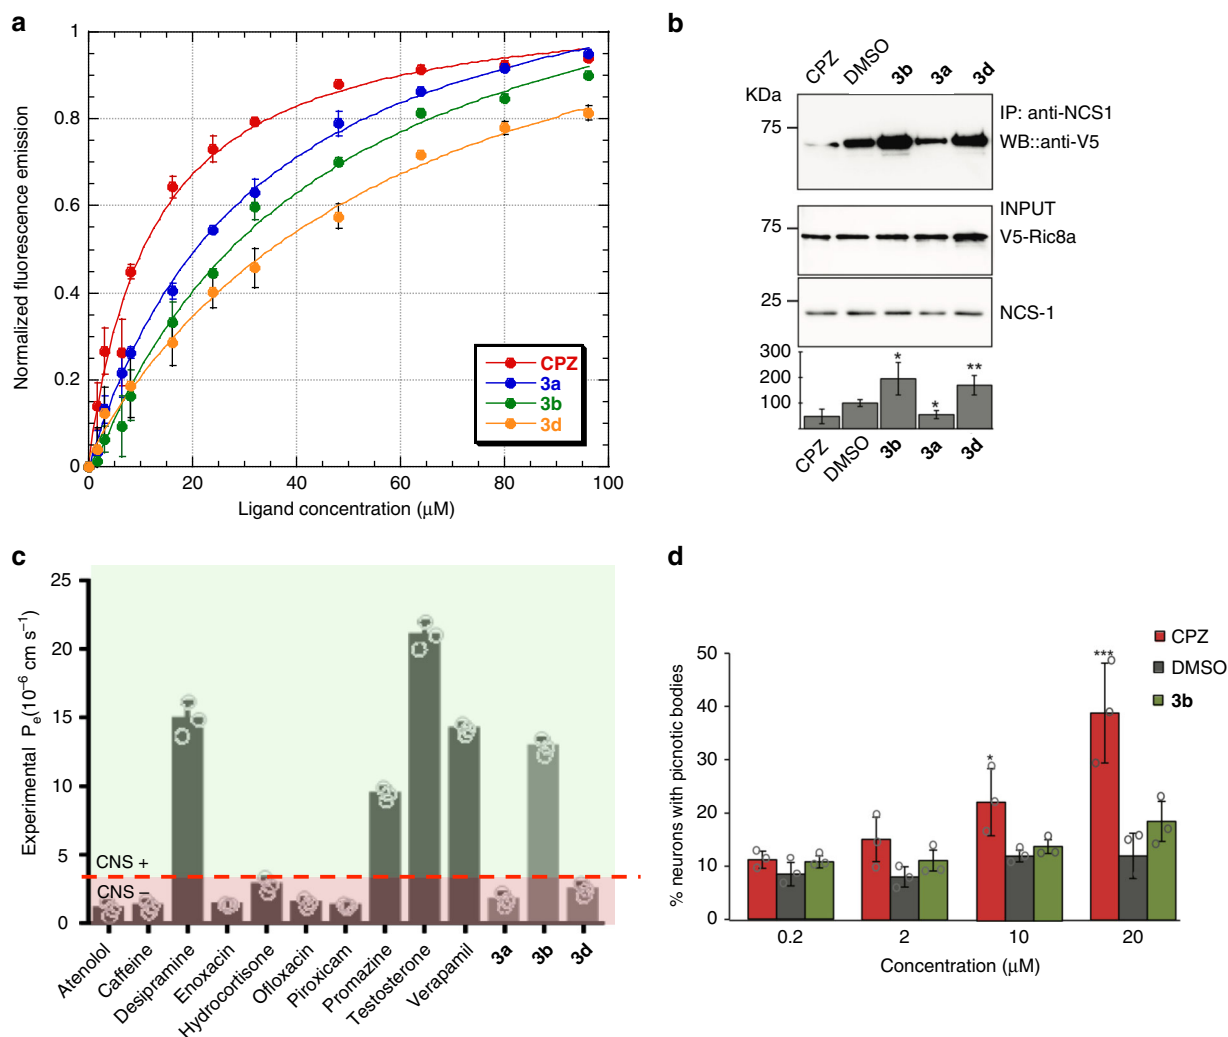 a
1
0.8
0.6
0.4
0.2
0
Normalized fluorescence emission
0 20 40 60 80 100
Ligand concentration (μM)
CPZ
3a
3b
3d
b
CPZ DMSO 3b 3a 3d
KDa
75
IP: anti-NCS1
WB::anti-V5
75
INPUT
V5-Ric8a
25
NCS-1
300
200
100
* * **
CPZ DMSO 3b 3a 3d
c
25
20
15
10
5
0
Experimental Pe(10−6 cm s−1)
CNS +
CNS −
Atenolol Caffeine Desipramine Enoxacin Hydrocortisone Ofloxacin Piroxicam Promazine Testosterone Verapamil 3a 3b 3d
d
CPZ
DMSO
3b
50
40
30
20
10
0
% neurons with picnotic bodies
* ***
0.2 2 10 20
Concentration (μM)